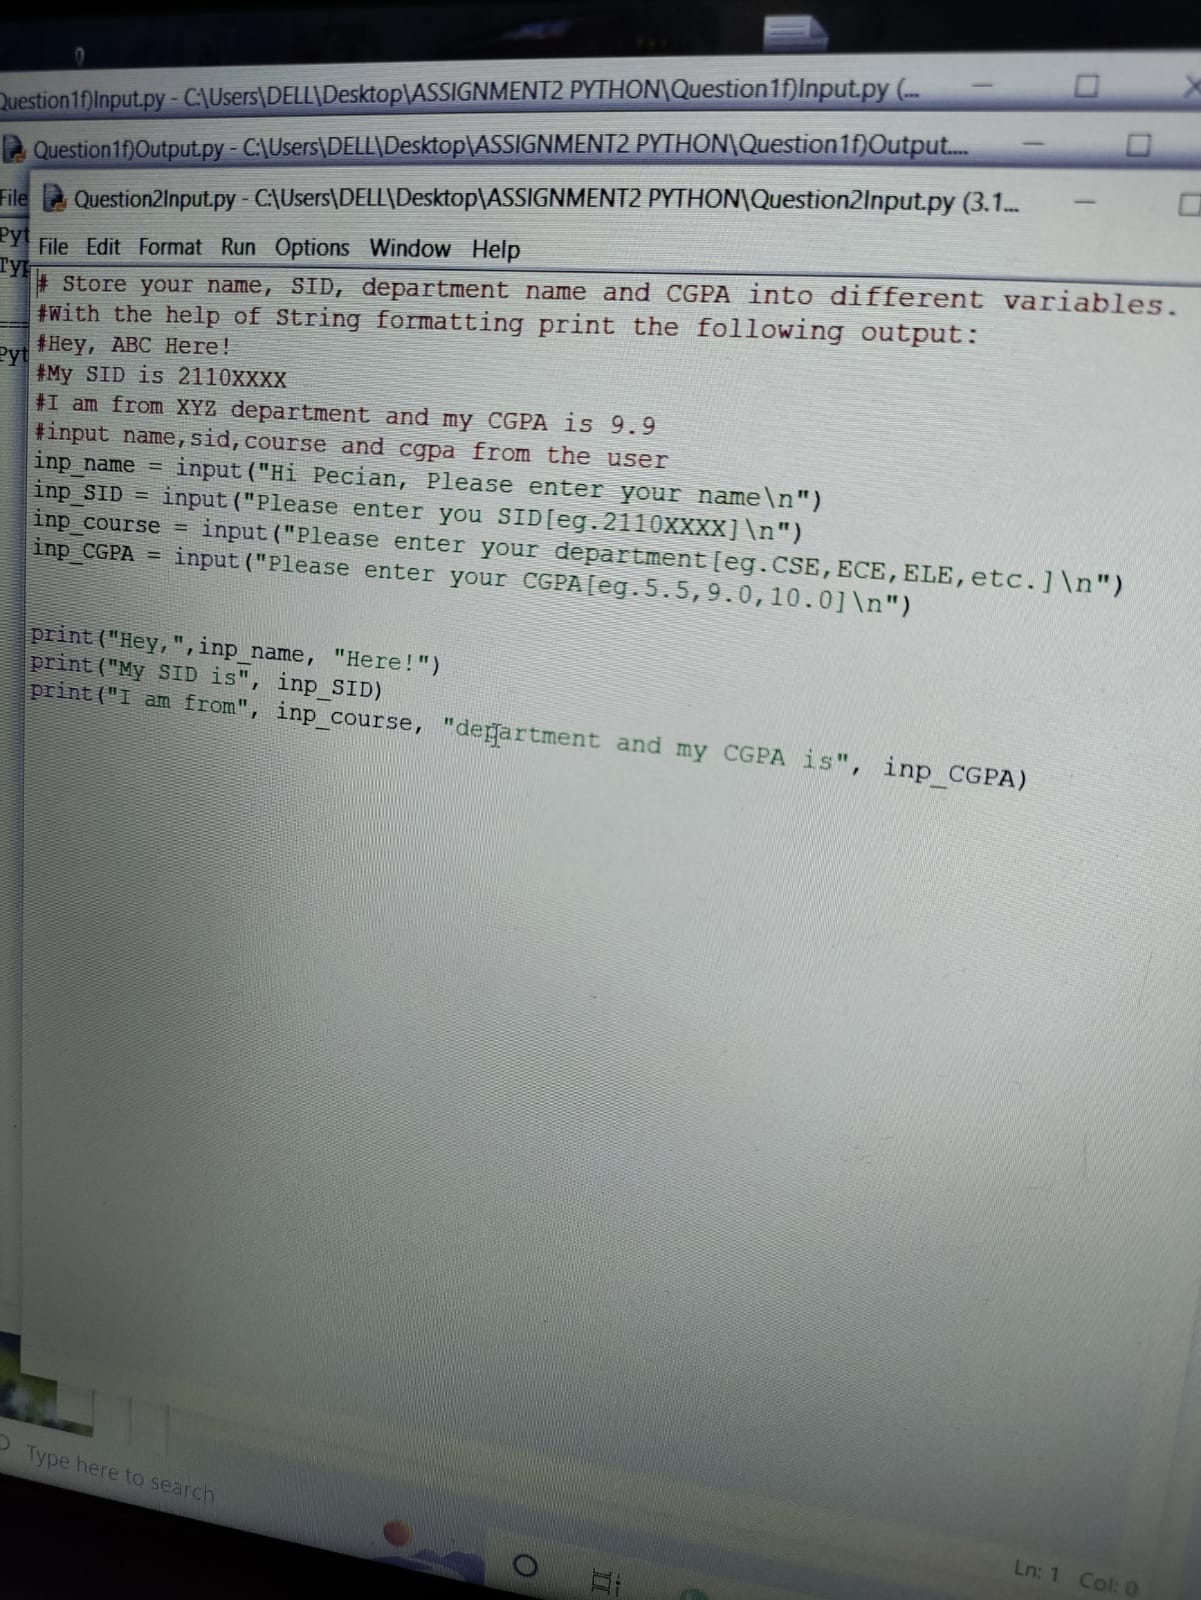 Question1f)Input.py - C:\Users\DELL\Desktop\ASSIGNMENT2 PYTHON\Question1f)Input.py (...
Question1f)Output.py - C:\Users\DELL\Desktop\ASSIGNMENT2 PYTHON\Question1f)Output....
File
Question2Input.py - C:\Users\DELL\Desktop\ASSIGNMENT2 PYTHON\Question2Input.py (3.1...
Pyt
File Edit Format Run Options Window Help
Typ
# Store your name, SID, department name and CGPA into different variables.
#With the help of String formatting print the following output:
Pyt
#Hey, ABC Here!
#My SID is 2110XXXX
#I am from XYZ department and my CGPA is 9.9
#input name,sid,course and cgpa from the user
inp_name = input("Hi Pecian, Please enter your name\n")
inp_SID = input("Please enter you SID[eg.2110XXXX]\n")
inp_course = input("Please enter your department[eg.CSE,ECE,ELE,etc.]\n")
inp_CGPA = input("Please enter your CGPA[eg.5.5,9.0,10.0]\n")
print("Hey,",inp_name, "Here!")
print("My SID is", inp_SID)
print("I am from", inp_course, "department and my CGPA is", inp_CGPA)
Type here to search
Ln: 1 Col: 0